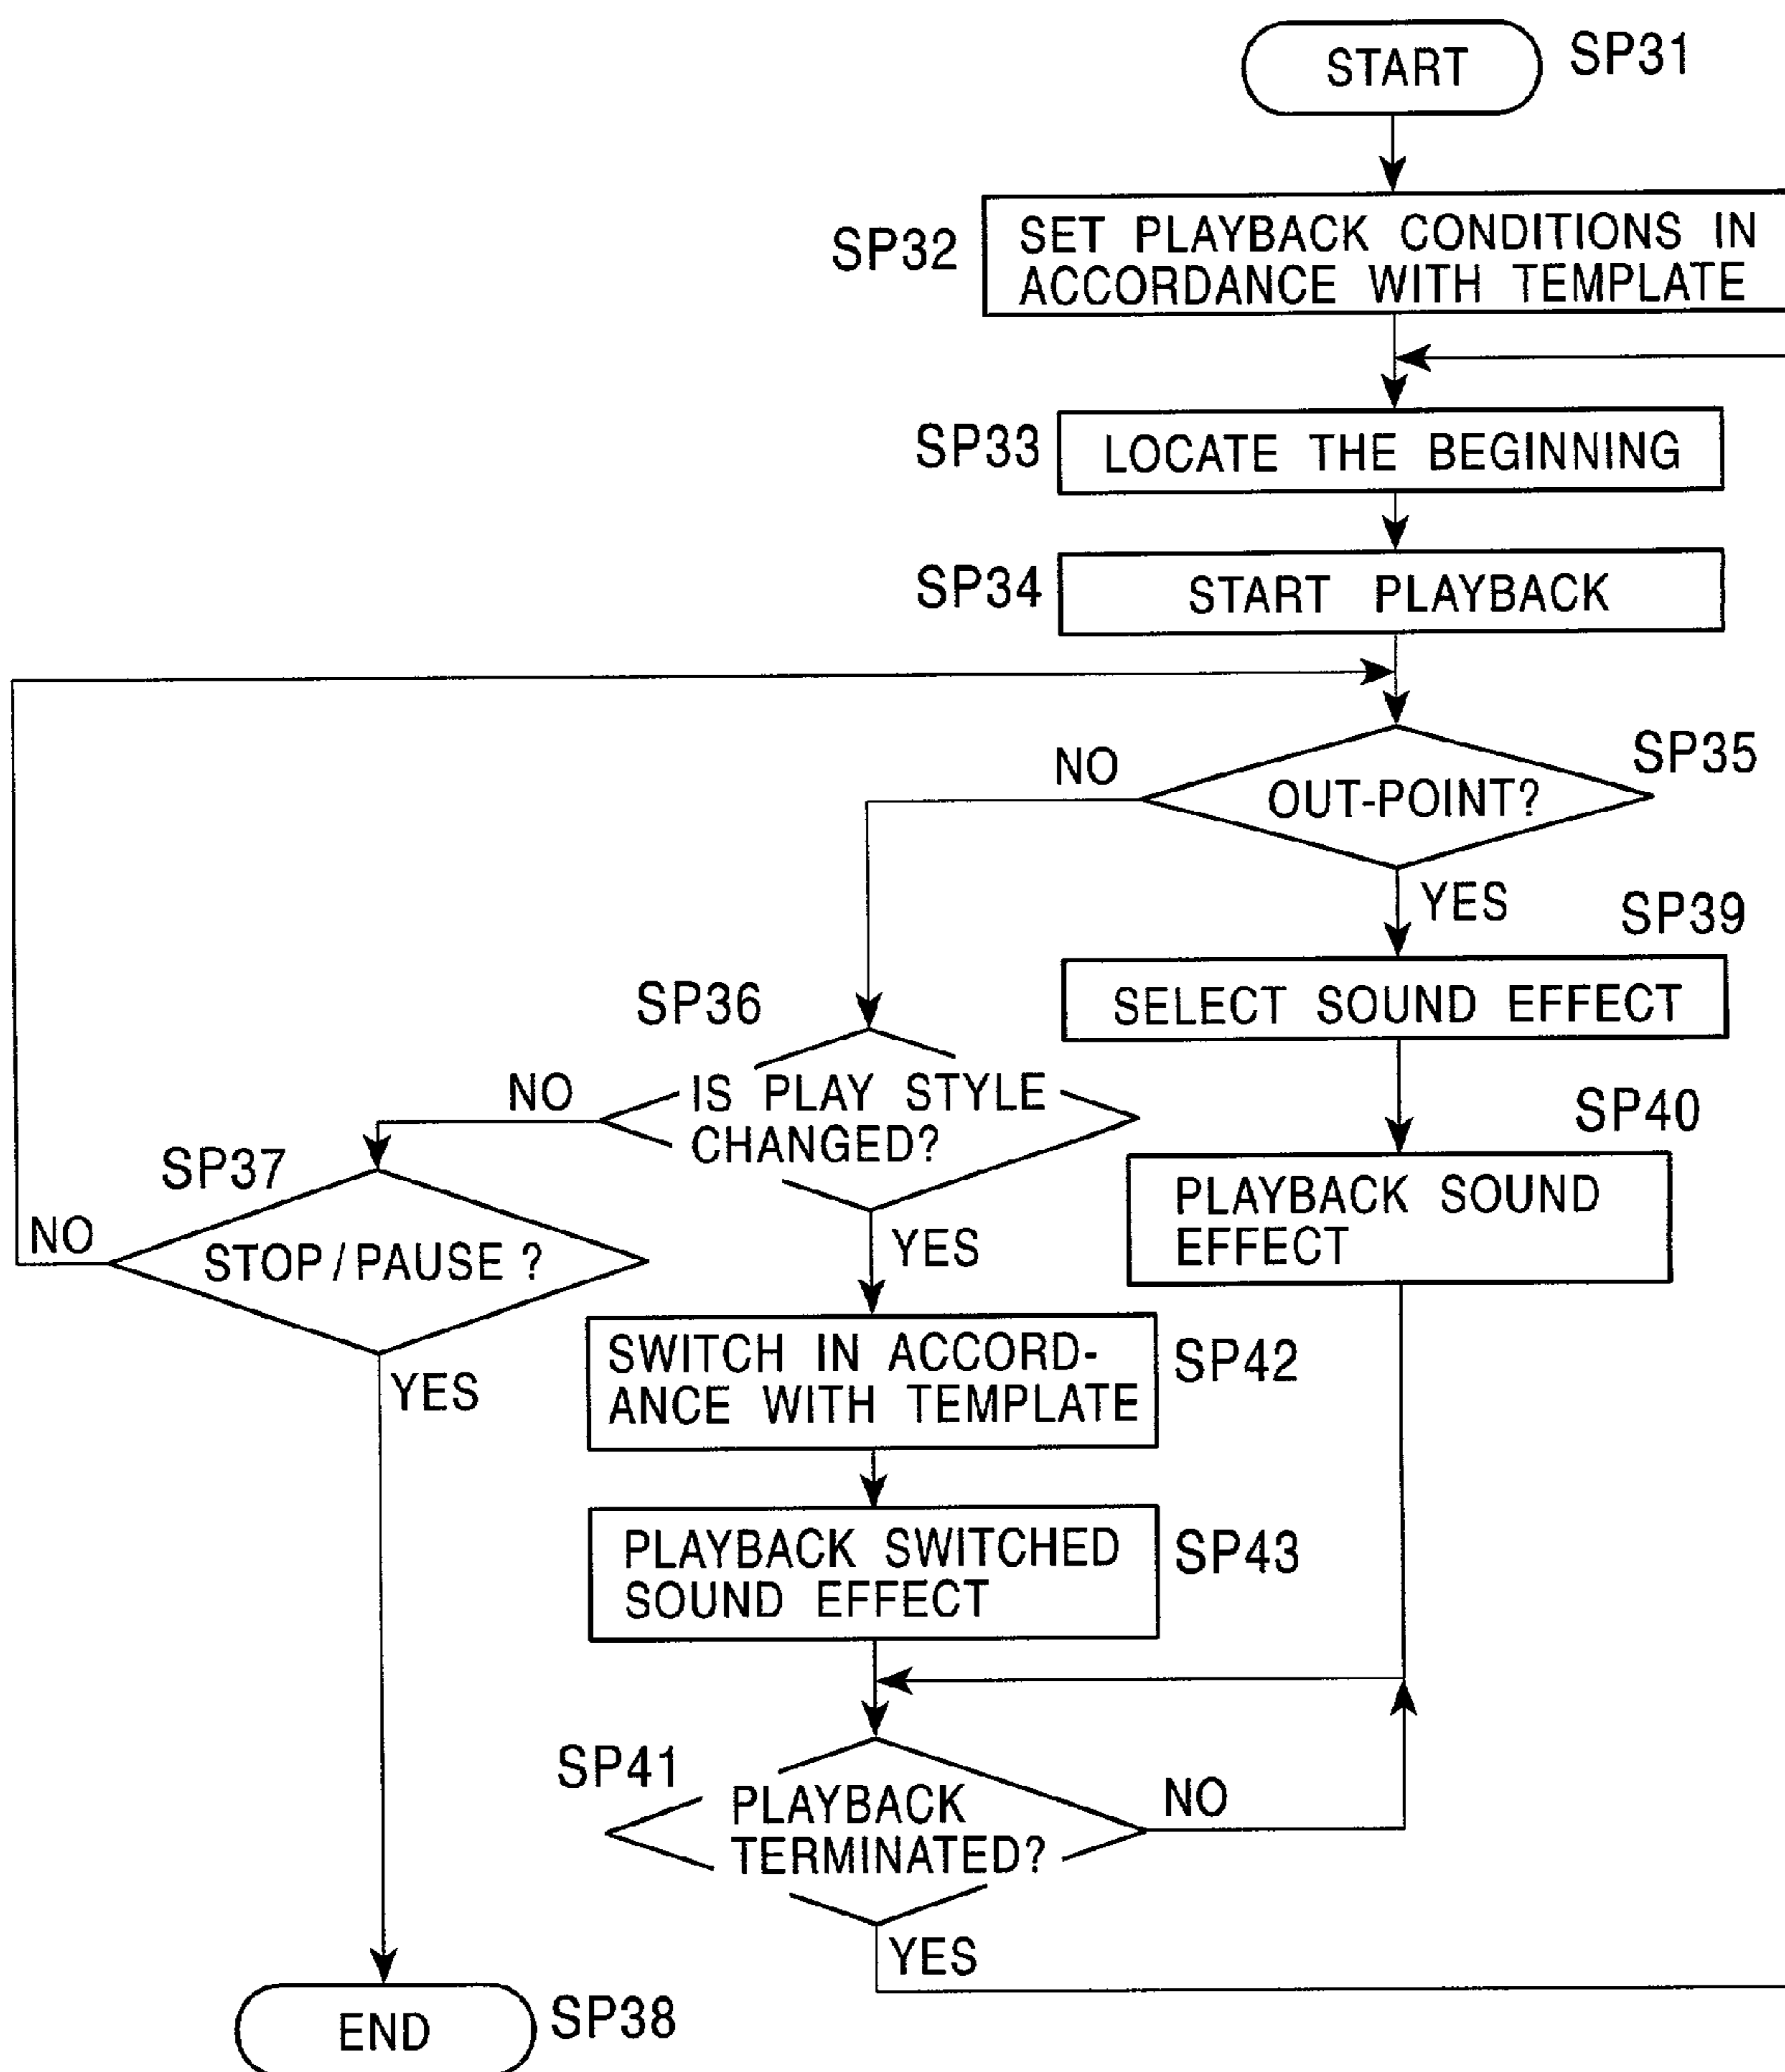 START
SP31
SP32
SET PLAYBACK CONDITIONS IN
ACCORDANCE WITH TEMPLATE
SP33
LOCATE THE BEGINNING
SP34
START PLAYBACK
SP35
NO
OUT-POINT?
YES
SP39
SELECT SOUND EFFECT
SP36
NO
IS PLAY STYLE
CHANGED?
SP40
PLAYBACK SOUND
EFFECT
SP37
NO
STOP/PAUSE ?
YES
YES
SWITCH IN ACCORD-
ANCE WITH TEMPLATE
SP42
PLAYBACK SWITCHED
SOUND EFFECT
SP43
SP41
PLAYBACK
TERMINATED?
NO
YES
END
SP38